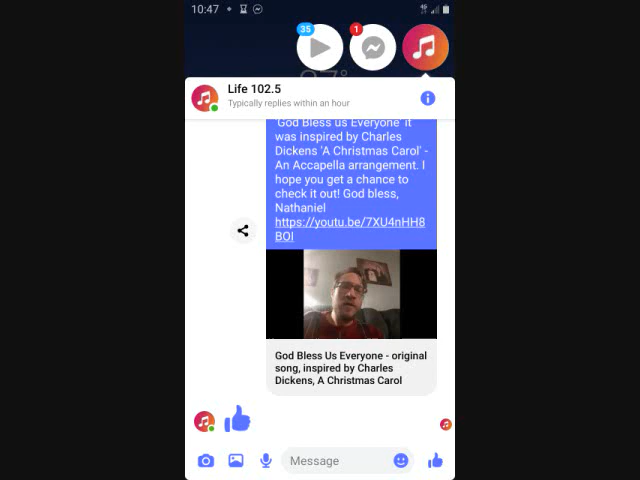 10:47
35
1
Life 102.5
Typically replies within an hour
'God Bless us Everyone' it
was inspired by Charles
Dickens 'A Christmas Carol' -
An Accapella arrangement. I
hope you get a chance to
check it out! God bless,
Nathaniel
https://youtu.be/7XU4nHH8
BOI
God Bless Us Everyone - original
song, inspired by Charles
Dickens, A Christmas Carol
Message